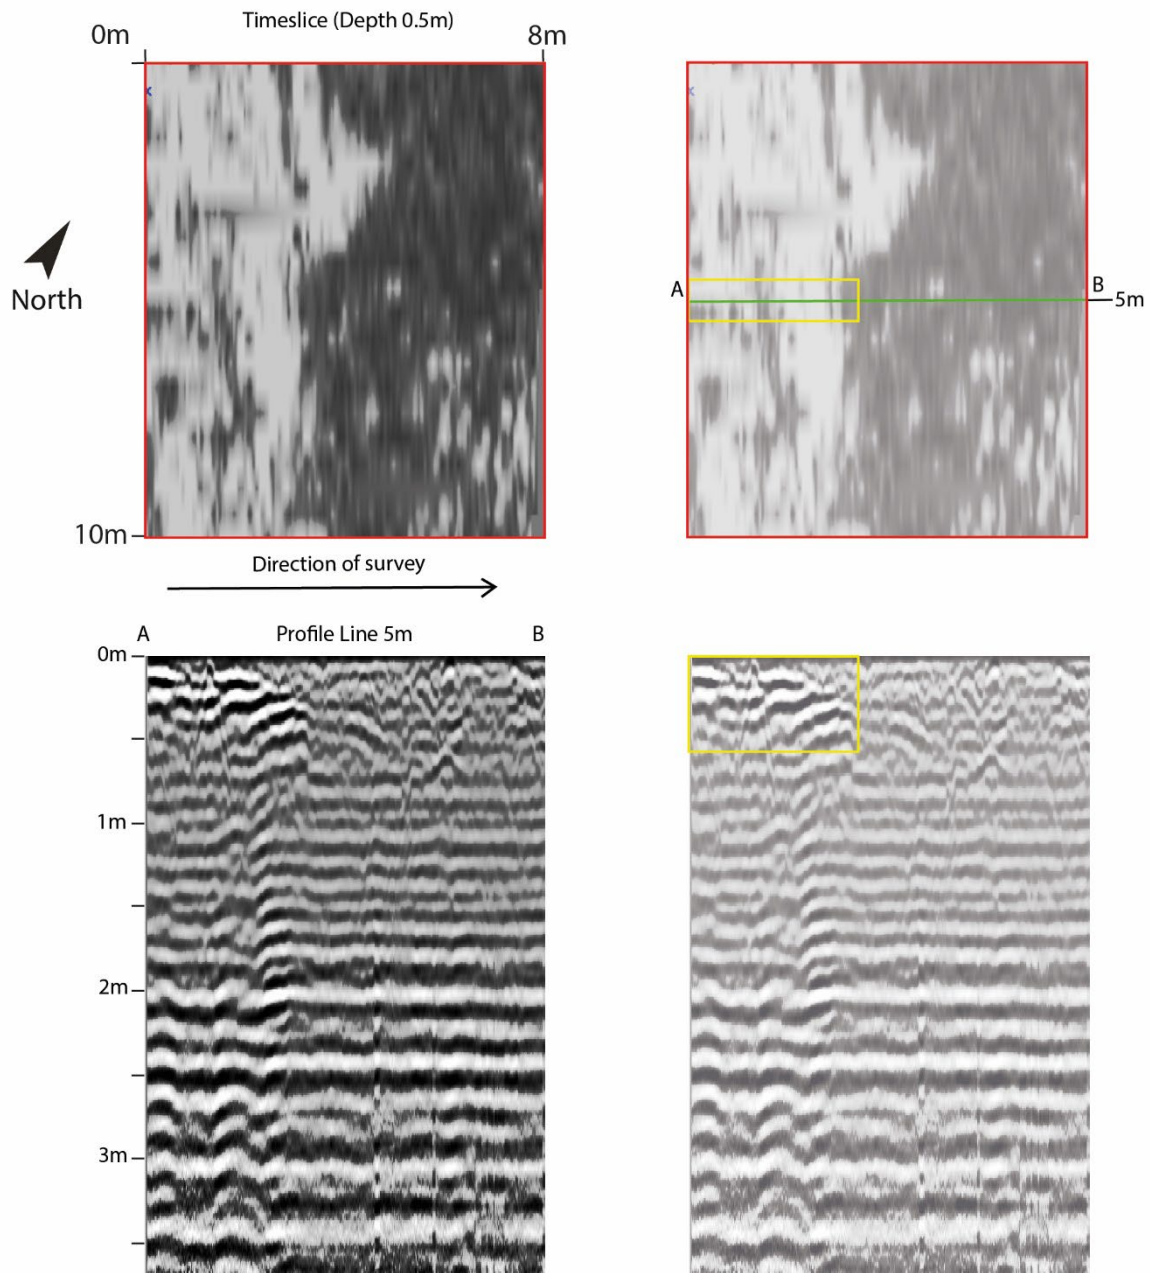 Timeslice (Depth 0.5m)
0m
8m
North
10m
A
B
5m
Direction of survey
A
Profile Line 5m
B
0m
1m
2m
3m